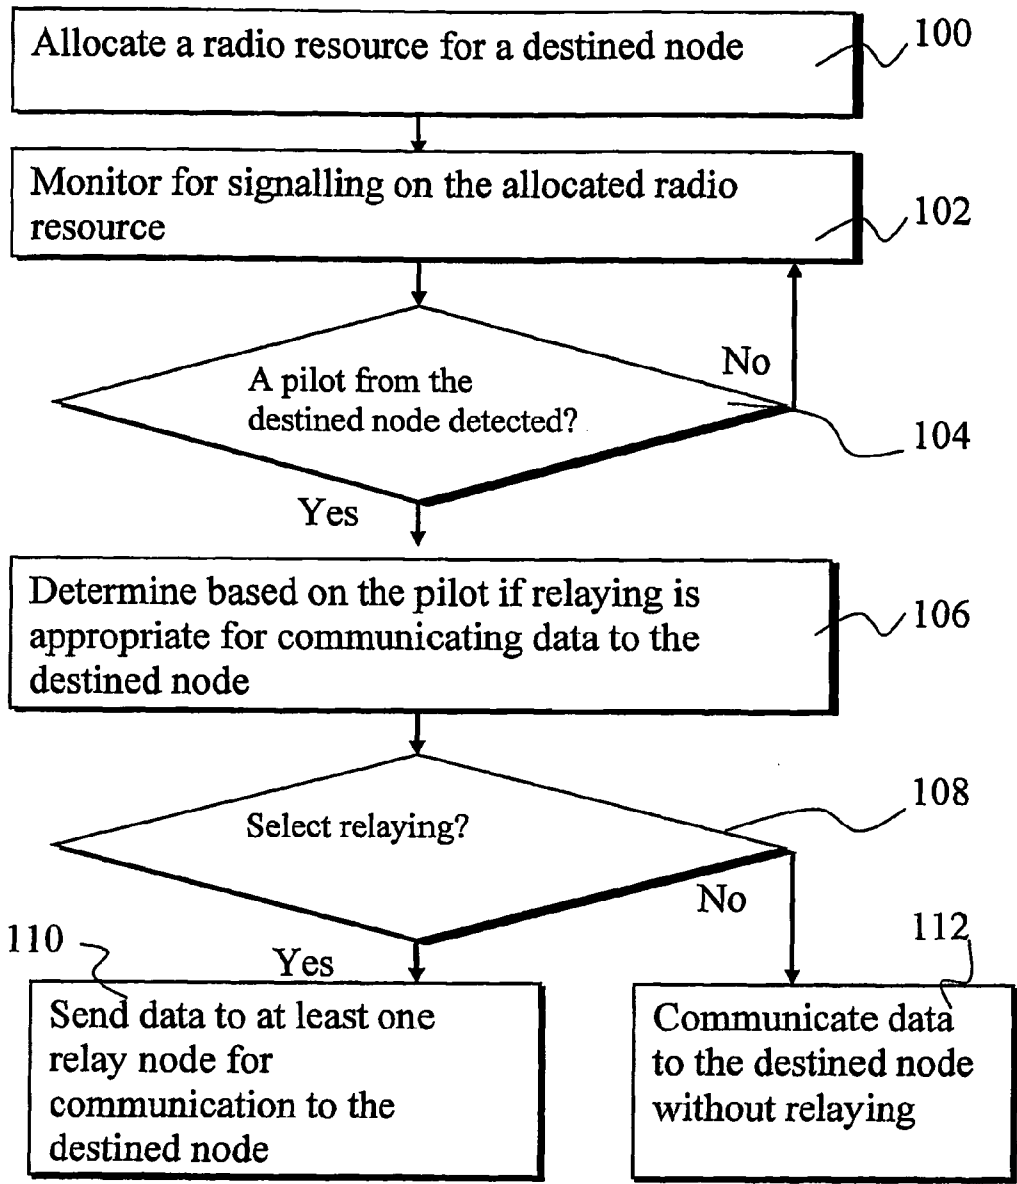 Allocate a radio resource for a destined node
100
Monitor for signalling on the allocated radio
resource
102
No
A pilot from the
destined node detected?
104
Yes
Determine based on the pilot if relaying is
appropriate for communicating data to the
destined node
106
108
Select relaying?
No
110
Yes
112
Send data to at least one
relay node for
communication to the
destined node
Communicate data
to the destined node
without relaying